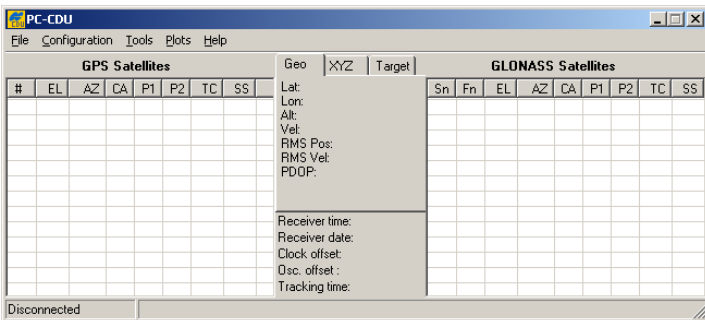 PC-CDU
File Configuration Tools Plots Help
GPS Satellites
Geo XYZ Target
GLONASS Satellites
# EL AZ CA P1 P2 TC SS
Sn Fn EL AZ CA P1 P2 TC SS
Lat:
Lon:
Alt:
Vel:
RMS Pos:
RMS Vel:
PDOP:
Receiver time:
Receiver date:
Clock offset:
Osc. offset :
Tracking time:
Disconnected